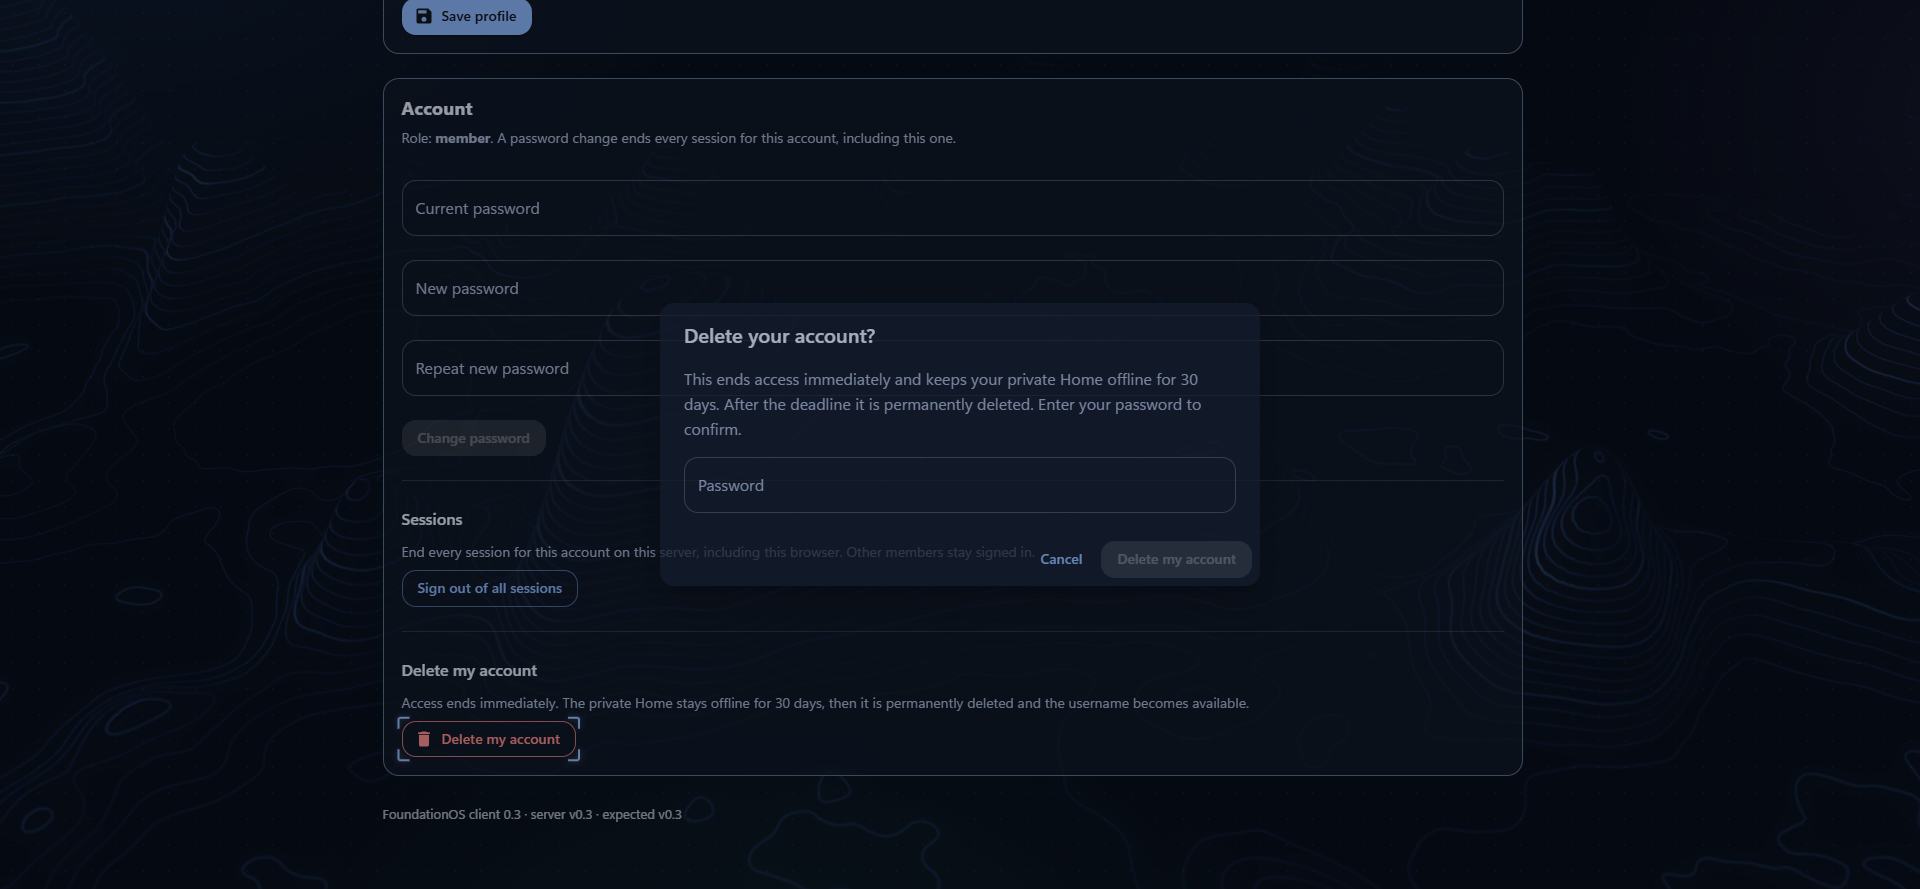 Save profile
Account
Role: member. A password change ends every session for this account, including this one.
Current password
New password
Repeat new password
Change password
Delete your account?
This ends access immediately and keeps your private Home offline for 30
days. After the deadline it is permanently deleted. Enter your password to
confirm.
Password
Cancel
Delete my account
Sessions
End every session for this account on this server, including this browser. Other members stay signed in.
Sign out of all sessions
Delete my account
Access ends immediately. The private Home stays offline for 30 days, then it is permanently deleted and the username becomes available.
Delete my account
FoundationOS client 0.3 · server v0.3 · expected v0.3